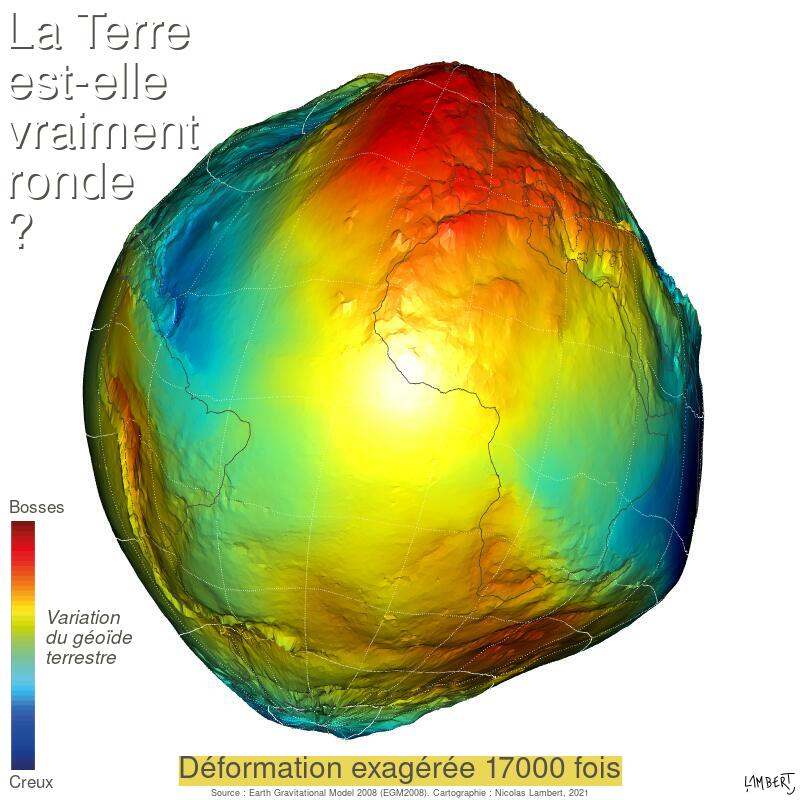 La Terre
est-elle
vraiment
ronde
?
Bosses
Variation
du géoïde
terrestre
Creux
Déformation exagérée 17000 fois
Source : Earth Gravitational Model 2008 (EGM2008). Cartographie : Nicolas Lambert, 2021
LAMBERT